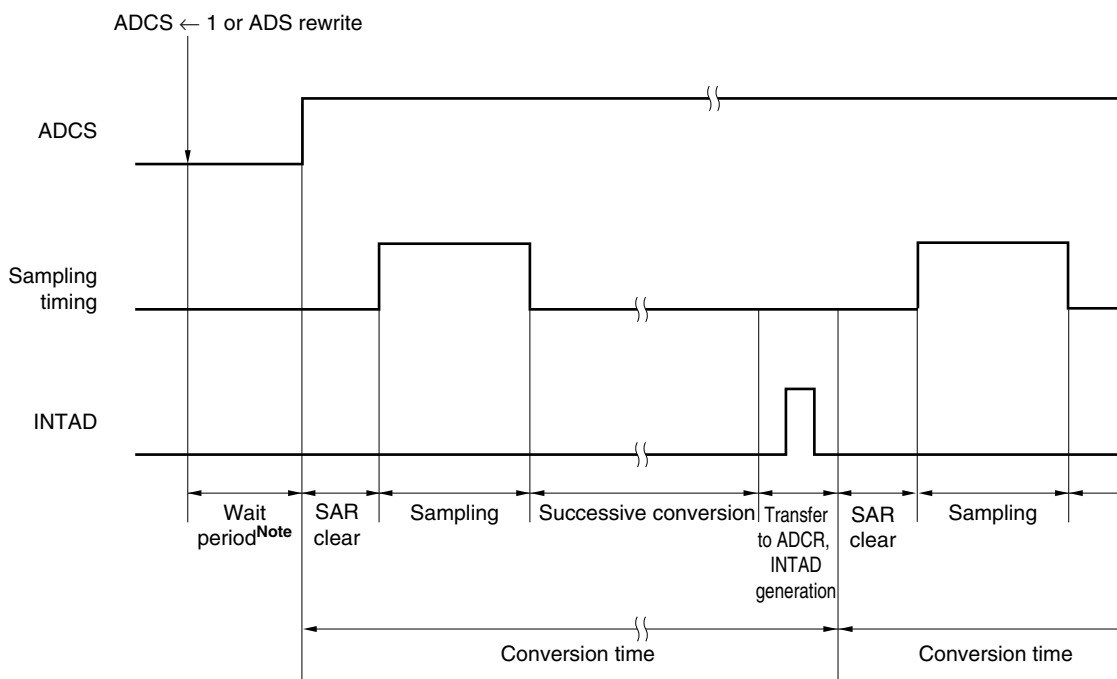 ADCS ← 1 or ADS rewrite
ADCS
Sampling
timing
INTAD
Wait
periodNote
SAR
clear
Sampling
Successive conversion
Transfer
to ADCR,
INTAD
generation
SAR
clear
Sampling
Conversion time
Conversion time